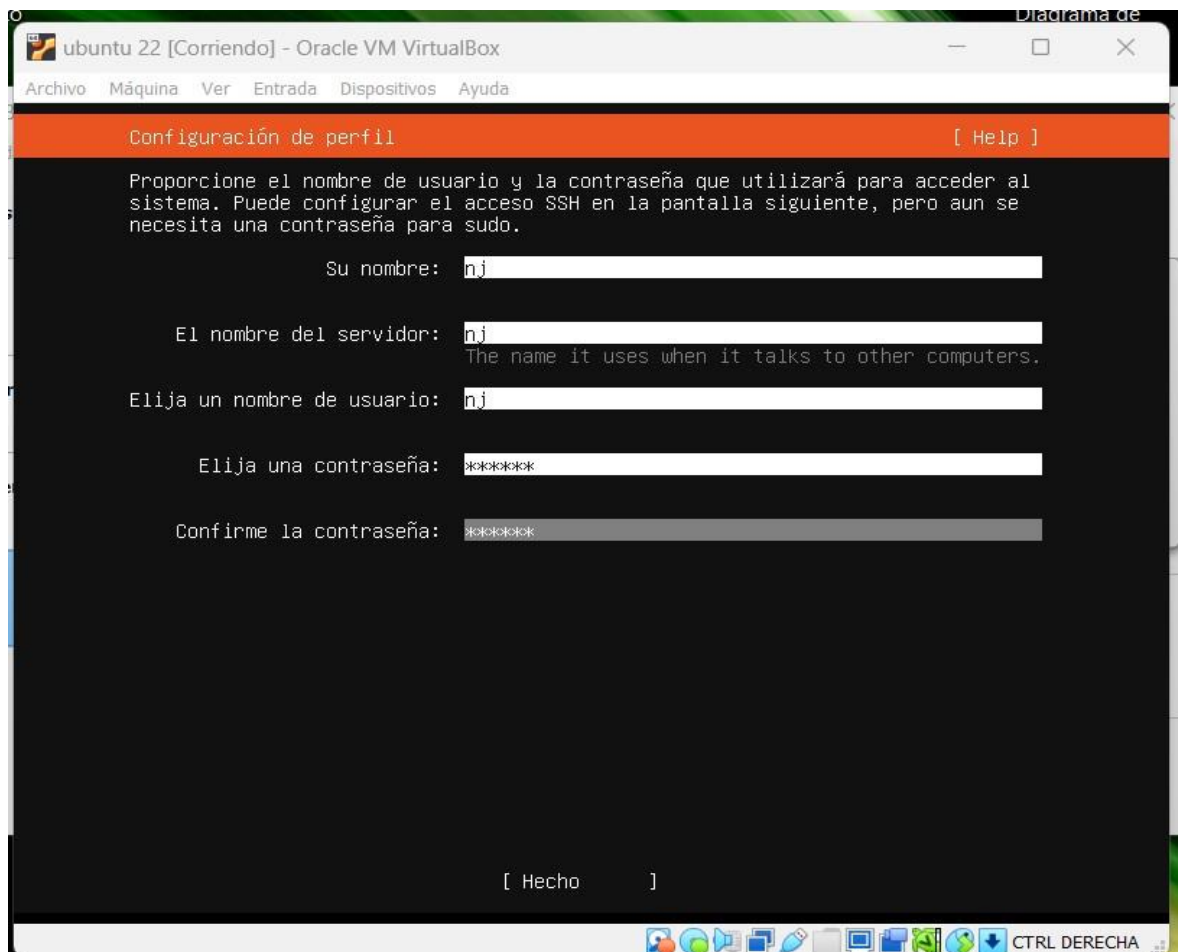 Diagrama de
ubuntu 22 [Corriendo] - Oracle VM VirtualBox
Archivo Máquina Ver Entrada Dispositivos Ayuda
Configuración de perfil [ Help ]
Proporcione el nombre de usuario y la contraseña que utilizará para acceder al
sistema. Puede configurar el acceso SSH en la pantalla siguiente, pero aun se
necesita una contraseña para sudo.
Su nombre: nj
El nombre del servidor: nj
The name it uses when it talks to other computers.
Elija un nombre de usuario: nj
Elija una contraseña: ******
Confirme la contraseña: ******
[ Hecho ]
CTRL DERECHA